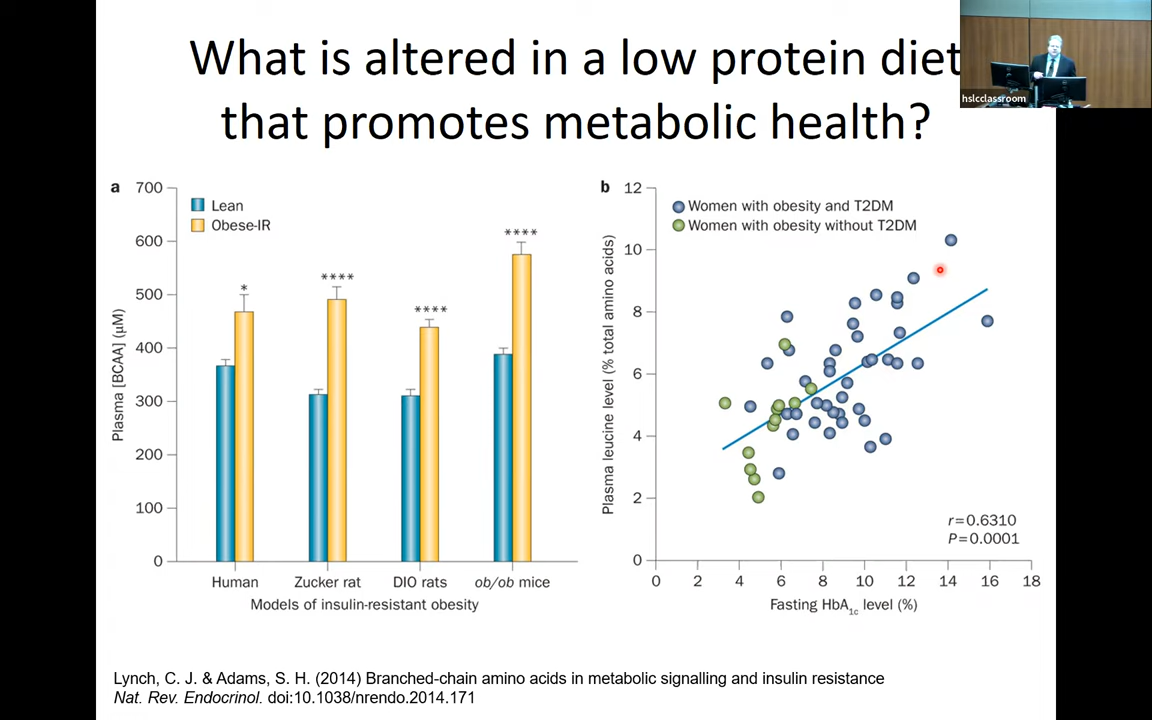 What is altered in a low protein diet
that promotes metabolic health?
hslcclassroom
a
700
600
500
400
300
200
100
0
Plasma [BCAA] (μM)
Lean
Obese-IR
*
****
****
****
Human Zucker rat DIO rats ob/ob mice
Models of insulin-resistant obesity
b
12
10
8
6
4
2
0
Plasma leucine level (% total amino acids)
Women with obesity and T2DM
Women with obesity without T2DM
r=0.6310
P=0.0001
0 2 4 6 8 10 12 14 16 18
Fasting HbA1c level (%)
Lynch, C. J. & Adams, S. H. (2014) Branched-chain amino acids in metabolic signalling and insulin resistance
Nat. Rev. Endocrinol. doi:10.1038/nrendo.2014.171